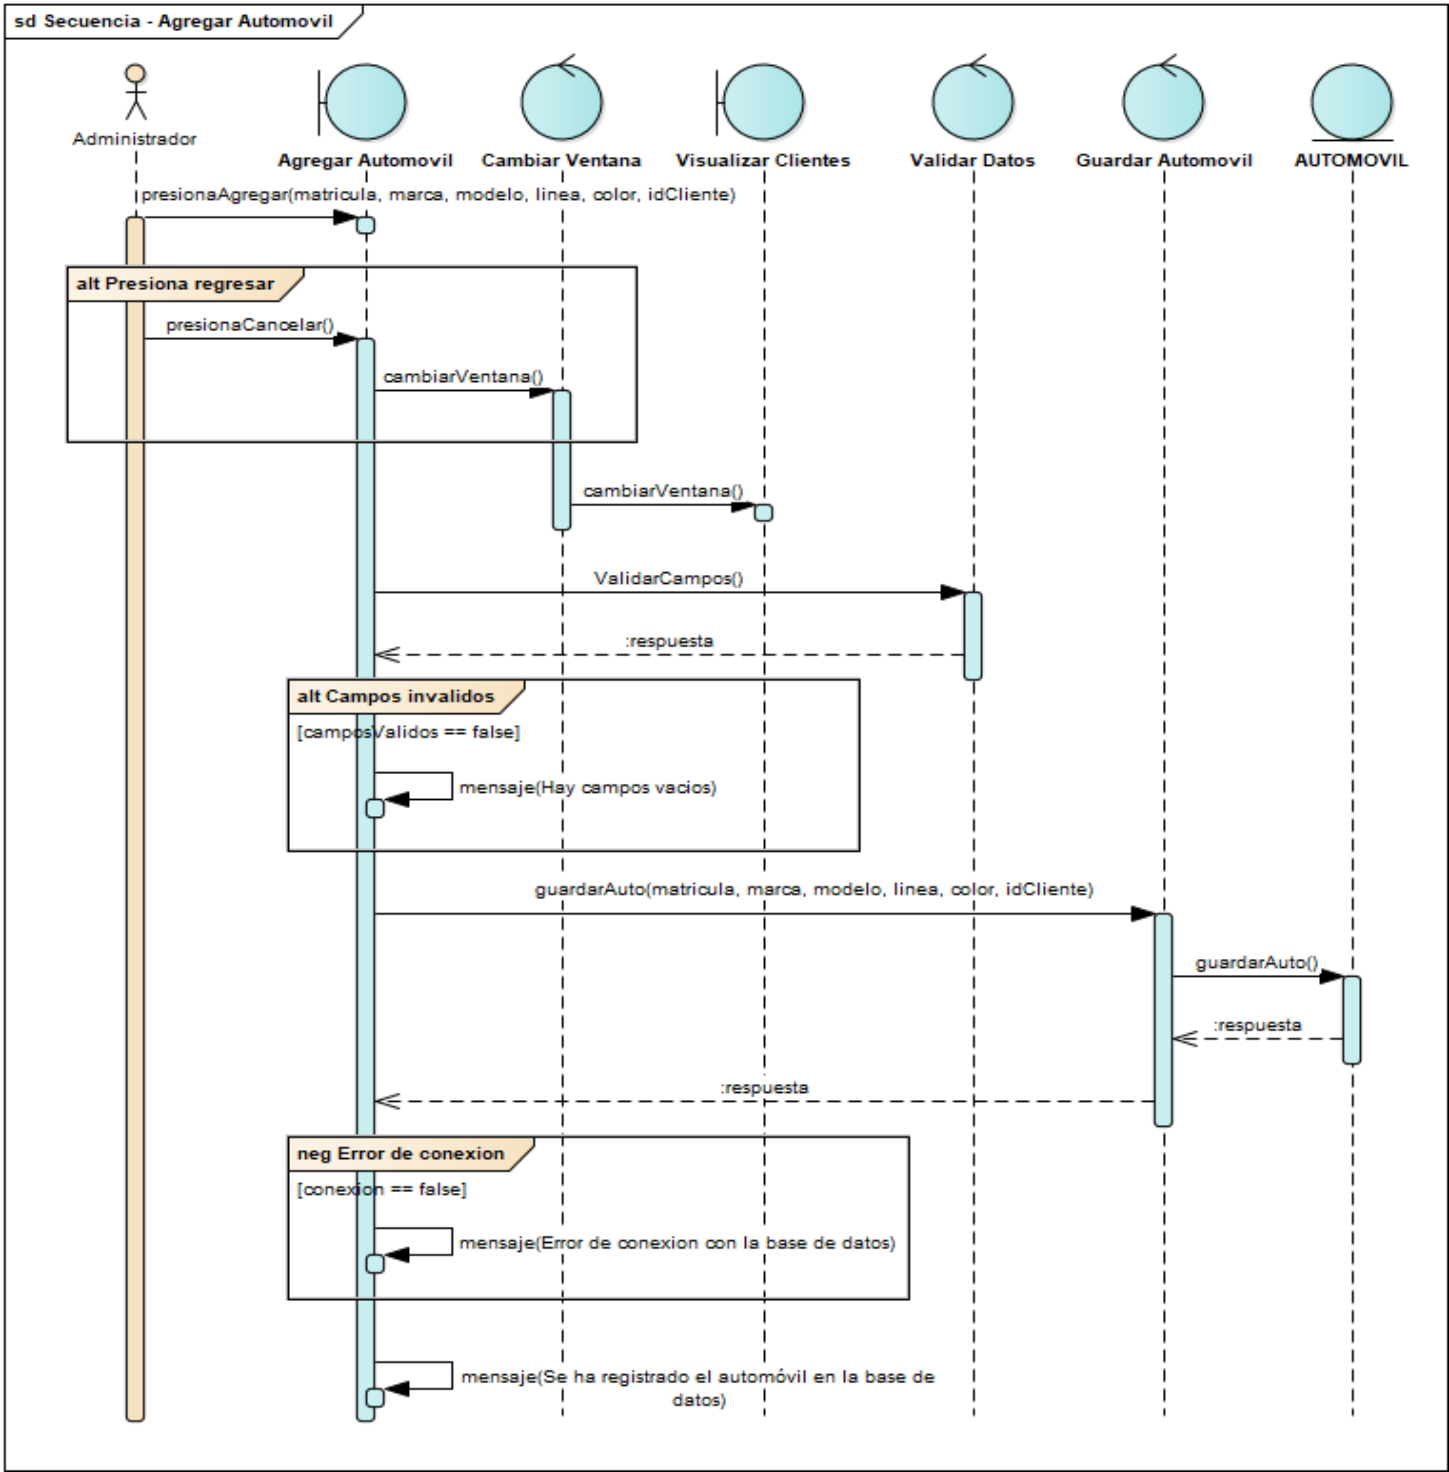 sd Secuencia - Agregar Automovil
Administrador
Agregar Automovil
Cambiar Ventana
Visualizar Clientes
Validar Datos
Guardar Automovil
AUTOMOVIL
presionaAgregar(matricula, marca, modelo, linea, color, idCliente)
alt Presiona regresar
presionaCancelar()
cambiarVentana()
cambiarVentana()
ValidarCampos()
:respuesta
alt Campos invalidos
[camposValidos == false]
mensaje(Hay campos vacios)
guardarAuto(matricula, marca, modelo, linea, color, idCliente)
guardarAuto()
:respuesta
:respuesta
neg Error de conexion
[conexion == false]
mensaje(Error de conexion con la base de datos)
mensaje(Se ha registrado el automóvil en la base de
datos)